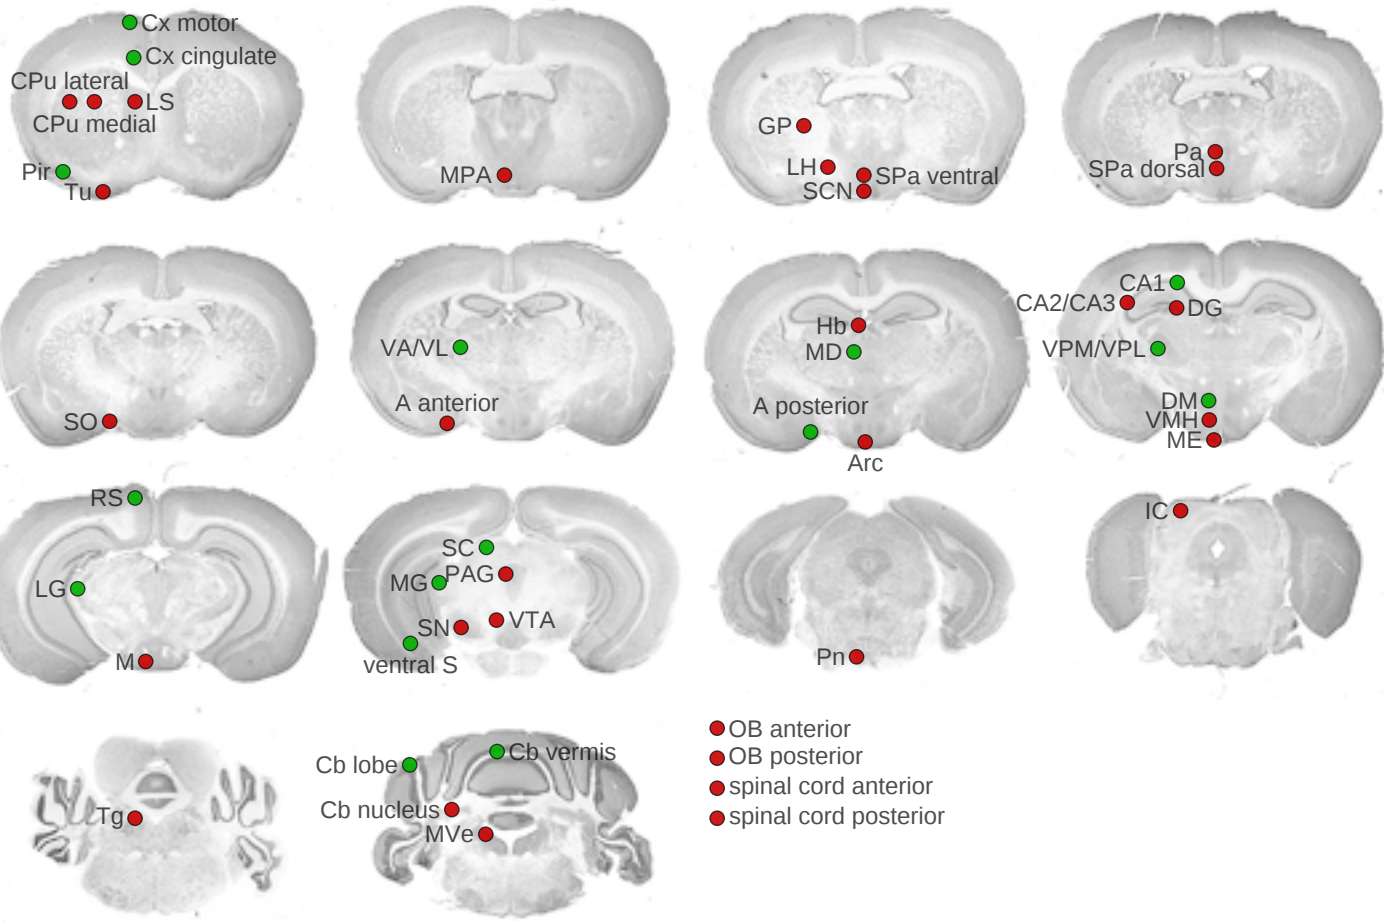 Cx motor
Cx cingulate
CPu lateral
LS
CPu medial
Pir
Tu
MPA
GP
LH
SPa ventral
SCN
Pa
SPa dorsal
SO
VA/VL
A anterior
Hb
MD
A posterior
Arc
CA1
CA2/CA3
DG
VPM/VPL
DM
VMH
ME
RS
LG
M
SC
MG
PAG
SN
VTA
ventral S
Pn
IC
Tg
Cb lobe
Cb vermis
Cb nucleus
MVe
OB anterior
OB posterior
spinal cord anterior
spinal cord posterior